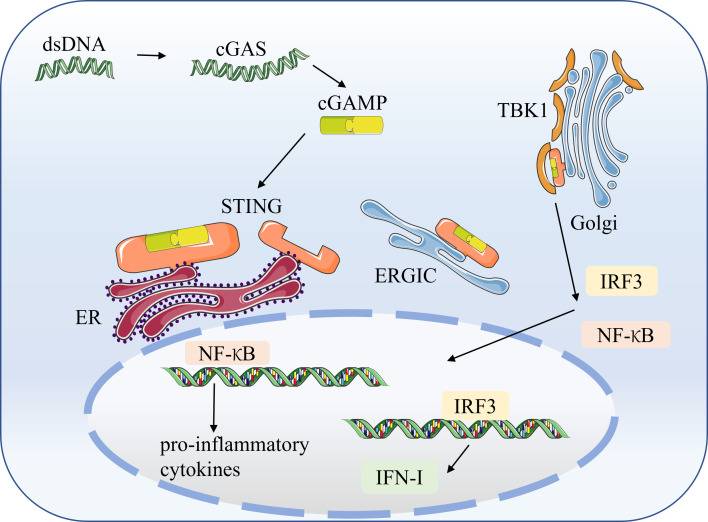 dsDNA
cGAS
cGAMP
TBK1
STING
Golgi
ERGIC
ER
IRF3
NF-κB
NF-κB
IRF3
pro-inflammatory
cytokines
IFN-I